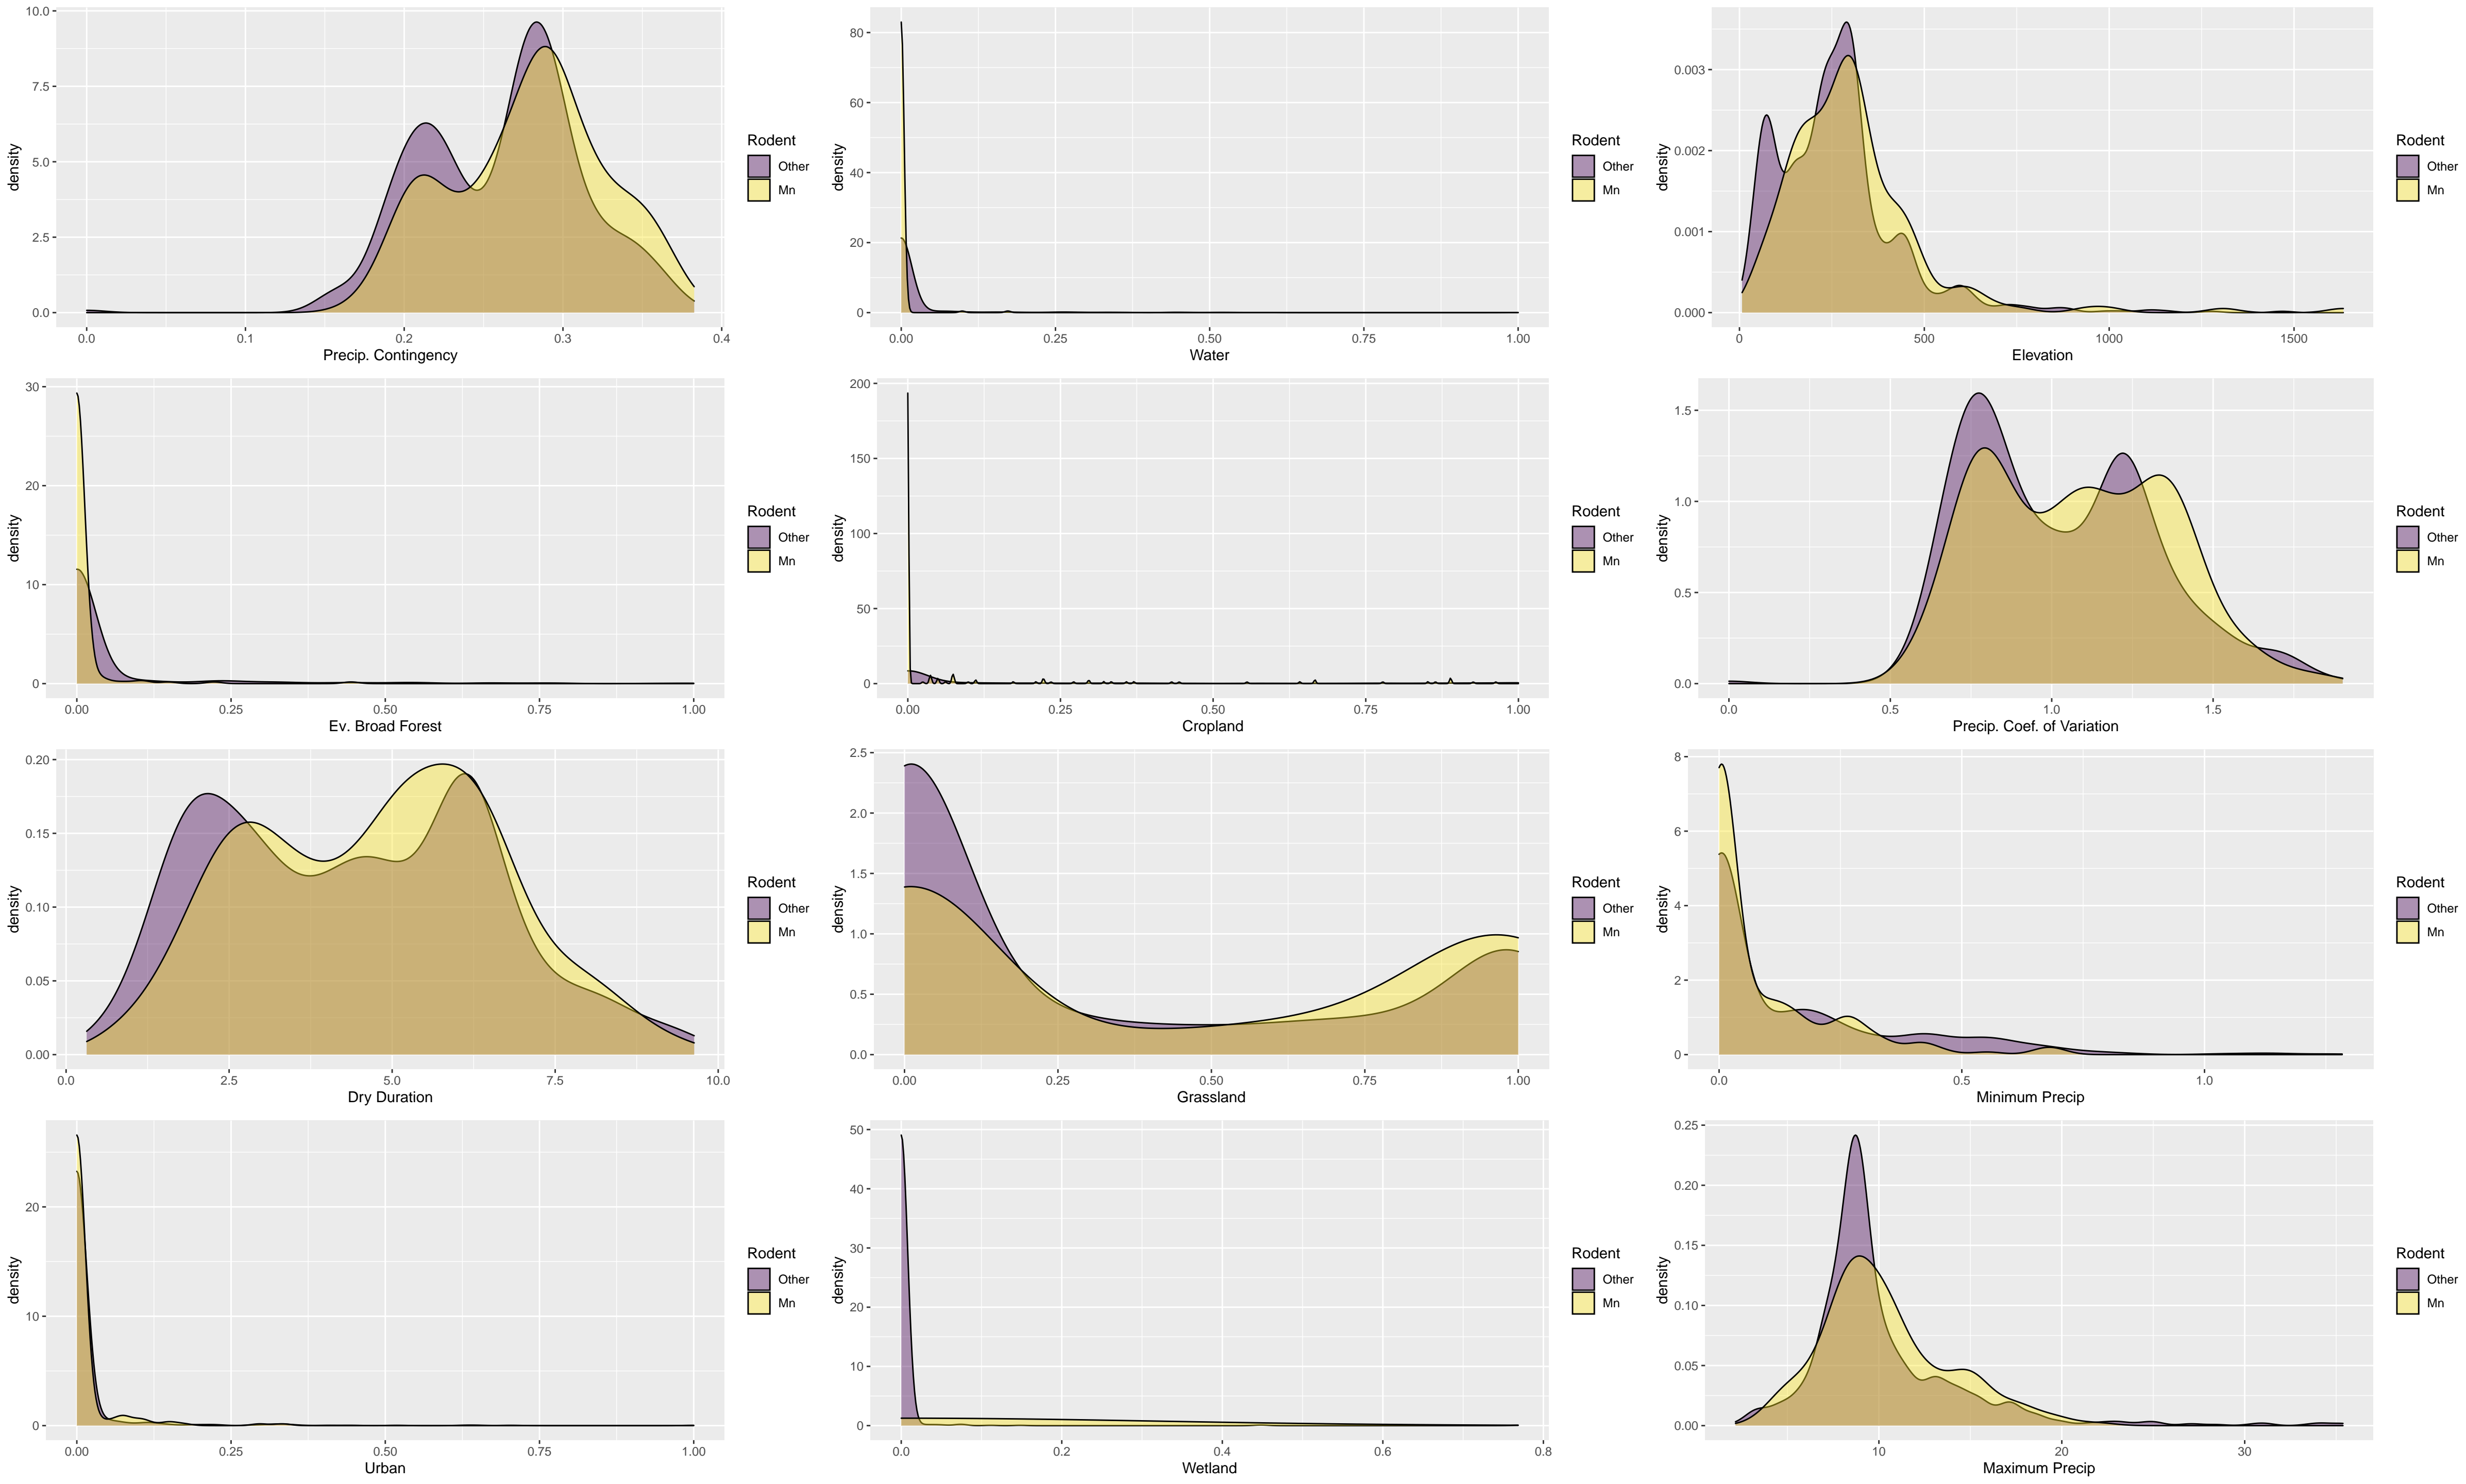 density
10.0
7.5
5.0
2.5
0.0
0.0 0.1 0.2 0.3 0.4
Precip. Contingency
Rodent
Other
Mn
density
80
60
40
20
0
0.00 0.25 0.50 0.75 1.00
Water
Rodent
Other
Mn
density
0.003
0.002
0.001
0.000
0 500 1000 1500
Elevation
Rodent
Other
Mn
density
30
20
10
0
0.00 0.25 0.50 0.75 1.00
Ev. Broad Forest
Rodent
Other
Mn
density
200
150
100
50
0
0.00 0.25 0.50 0.75 1.00
Cropland
Rodent
Other
Mn
density
1.5
1.0
0.5
0.0
0.0 0.5 1.0 1.5
Precip. Coef. of Variation
Rodent
Other
Mn
density
0.20
0.15
0.10
0.05
0.00
0.0 2.5 5.0 7.5 10.0
Dry Duration
Rodent
Other
Mn
density
2.5
2.0
1.5
1.0
0.5
0.0
0.00 0.25 0.50 0.75 1.00
Grassland
Rodent
Other
Mn
density
8
6
4
2
0
0.0 0.5 1.0
Minimum Precip
Rodent
Other
Mn
density
20
10
0
0.00 0.25 0.50 0.75 1.00
Urban
Rodent
Other
Mn
density
50
40
30
20
10
0
0.0 0.2 0.4 0.6 0.8
Wetland
Rodent
Other
Mn
density
0.25
0.20
0.15
0.10
0.05
0.00
10 20 30
Maximum Precip
Rodent
Other
Mn